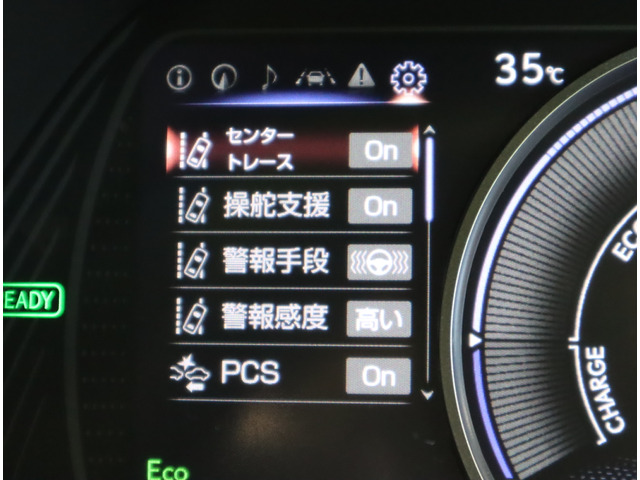 35℃
センター
トレース
On
操舵支援
On
警報手段
警報感度
高い
PCS
On
EADY
ECO
CHARGE
Eco